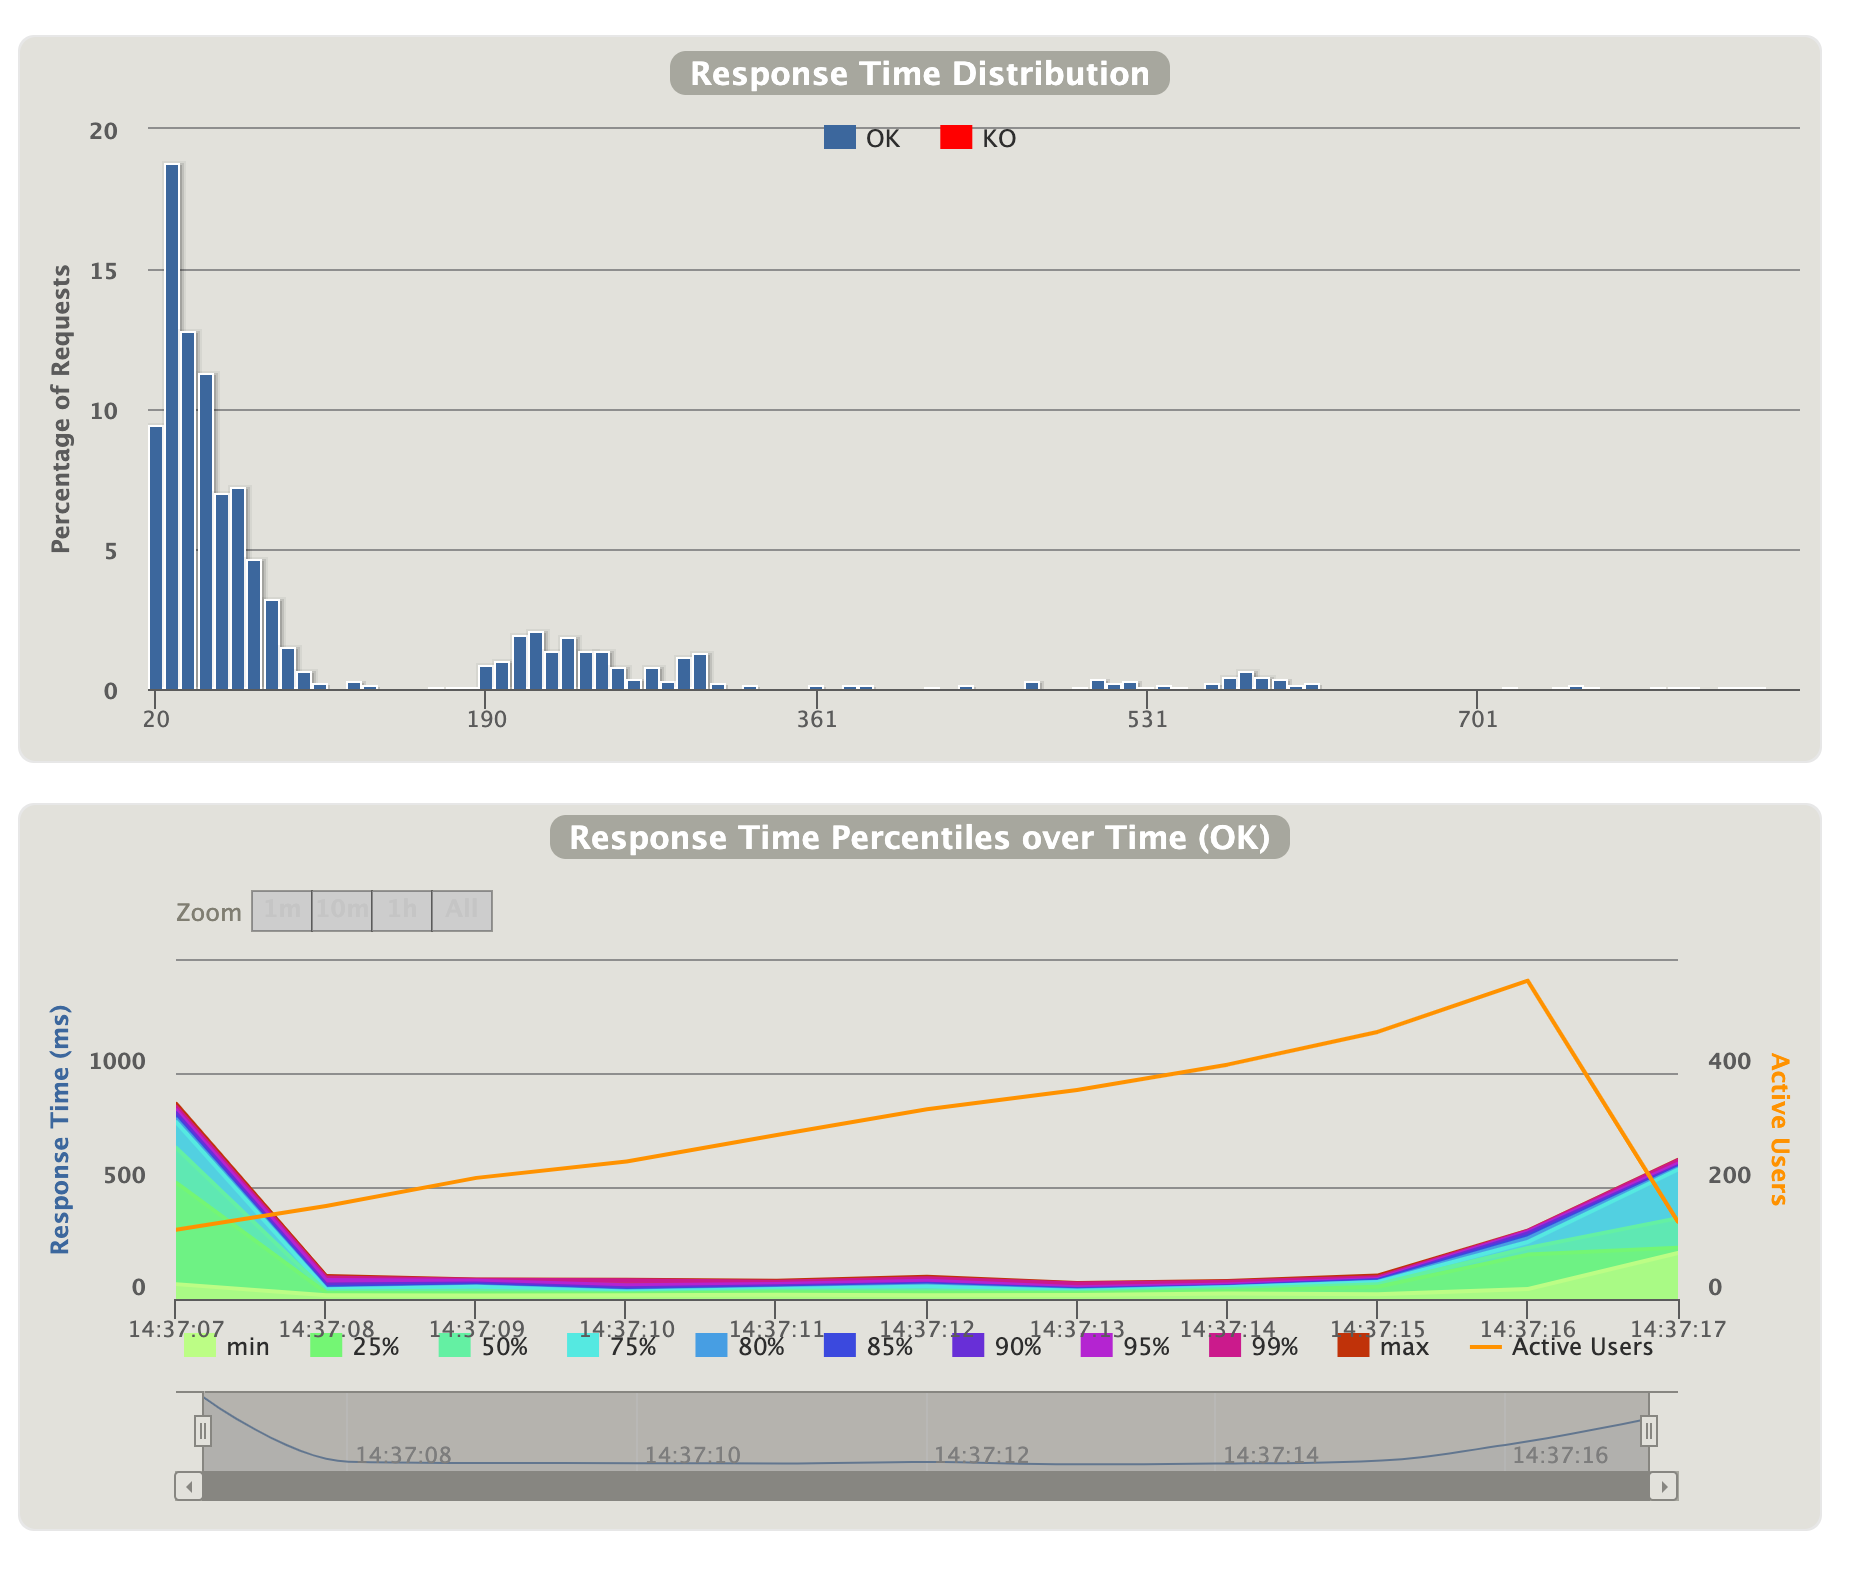 Response Time Distribution
OK KO
20
15
10
5
0
Percentage of Requests
20 190 361 531 701
Response Time Percentiles over Time (OK)
Zoom 1m 10m 1h All
Response Time (ms)
1000
500
0
400
200
0
Active Users
14:37:07 14:37:08 14:37:09 14:37:10 14:37:11 14:37:12 14:37:13 14:37:14 14:37:15 14:37:16 14:37:17
min 25% 50% 75% 80% 85% 90% 95% 99% max Active Users
14:37:08 14:37:10 14:37:12 14:37:14 14:37:16